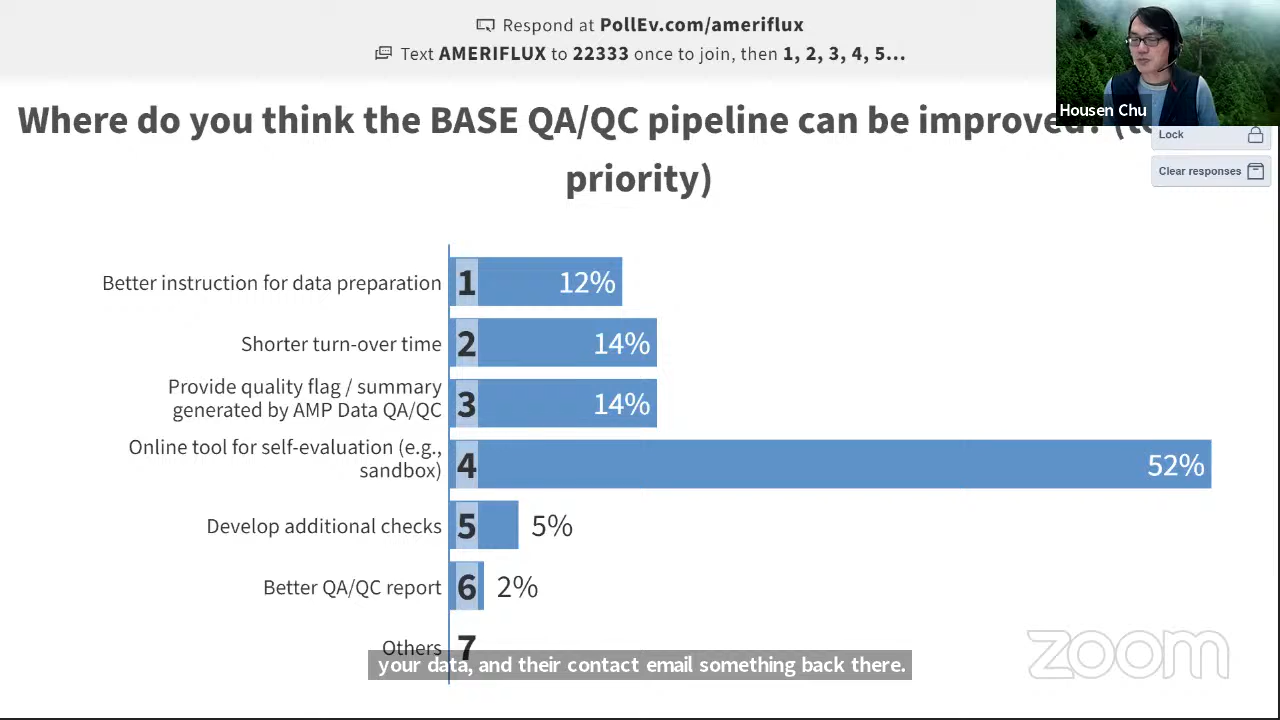 Respond at PollEv.com/ameriflux
Text AMERIFLUX to 22333 once to join, then 1, 2, 3, 4, 5...
Housen Chu
Where do you think the BASE QA/QC pipeline can be improved?
priority)
Lock
Clear responses
Better instruction for data preparation 1 12%
Shorter turn-over time 2 14%
Provide quality flag / summary
generated by AMP Data QA/QC 3 14%
Online tool for self-evaluation (e.g.,
sandbox) 4 52%
Develop additional checks 5 5%
Better QA/QC report 6 2%
Others 7
your data, and their contact email something back there.
zoom